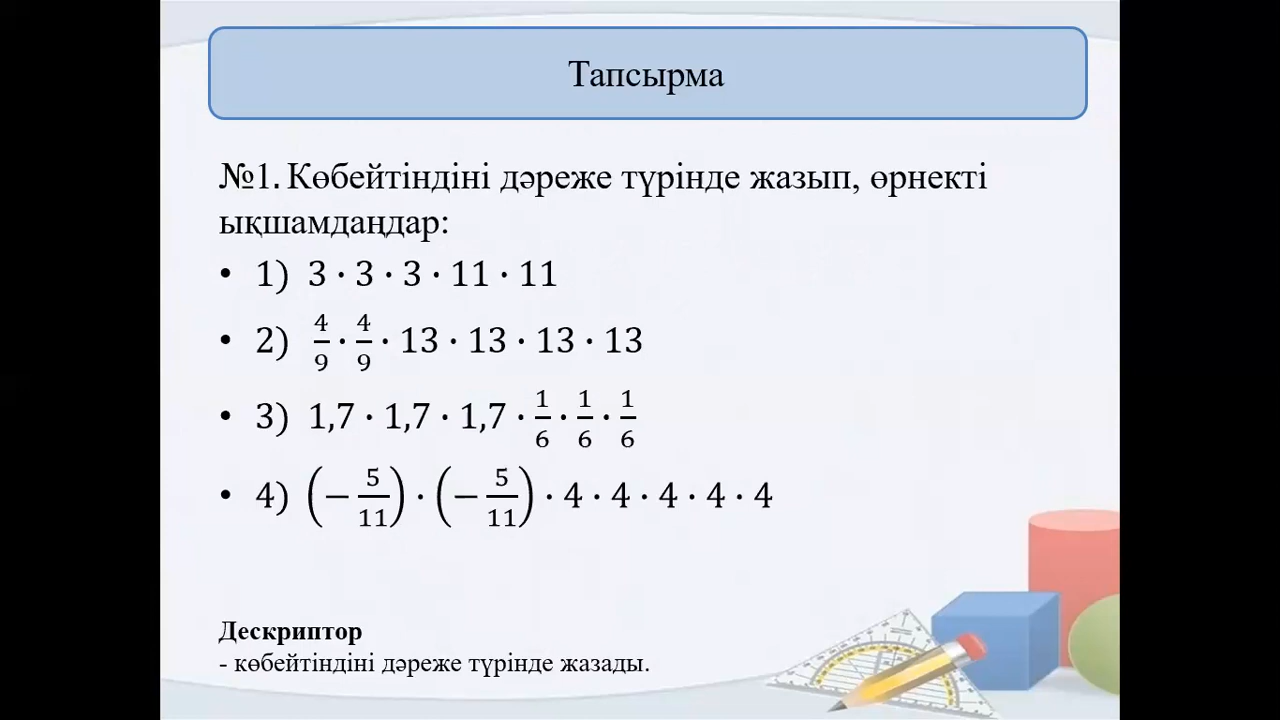 Тапсырма
№1. Көбейтіндіні дәреже түрінде жазып, өрнекті
ықшамдаңдар:
• 1) 3 · 3 · 3 · 11 · 11
• 2) 4/9 · 4/9 · 13 · 13 · 13 · 13
• 3) 1,7 · 1,7 · 1,7 · 1/6 · 1/6 · 1/6
• 4) (−5/11) · (−5/11) · 4 · 4 · 4 · 4 · 4
Дескриптор
- көбейтіндіні дәреже түрінде жазады.